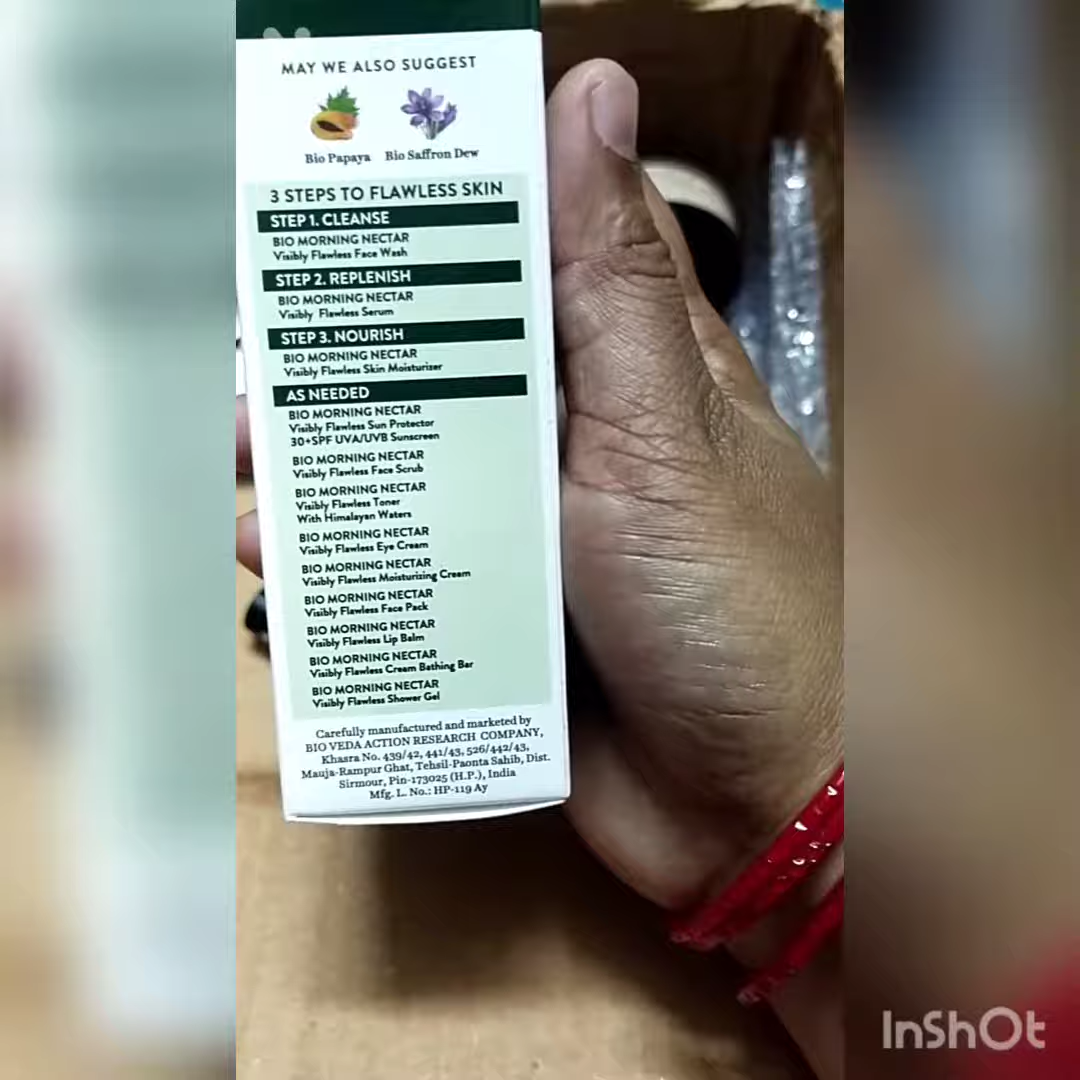 MAY WE ALSO SUGGEST
Bio Papaya Bio Saffron Dew
3 STEPS TO FLAWLESS SKIN
STEP 1. CLEANSE
BIO MORNING NECTAR
Visibly Flawless Face Wash
STEP 2. REPLENISH
BIO MORNING NECTAR
Visibly Flawless Serum
STEP 3. NOURISH
BIO MORNING NECTAR
Visibly Flawless Skin Moisturizer
AS NEEDED
BIO MORNING NECTAR
Visibly Flawless Sun Protector
30+SPF UVA/UVB Sunscreen
BIO MORNING NECTAR
Visibly Flawless Face Scrub
BIO MORNING NECTAR
Visibly Flawless Toner
With Himalayan Waters
BIO MORNING NECTAR
Visibly Flawless Eye Cream
BIO MORNING NECTAR
Visibly Flawless Moisturizing Cream
BIO MORNING NECTAR
Visibly Flawless Face Pack
BIO MORNING NECTAR
Visibly Flawless Lip Balm
BIO MORNING NECTAR
Visibly Flawless Cream Bathing Bar
BIO MORNING NECTAR
Visibly Flawless Shower Gel
Carefully manufactured and marketed by
BIO VEDA ACTION RESEARCH COMPANY,
Khasra No. 439/42, 441/43, 526/442/43,
Mauja-Rampur Ghat, Tehsil-Paonta Sahib, Dist.
Sirmour, Pin-173025 (H.P.), India
Mfg. L. No.: HP-119 Ay
InShOt